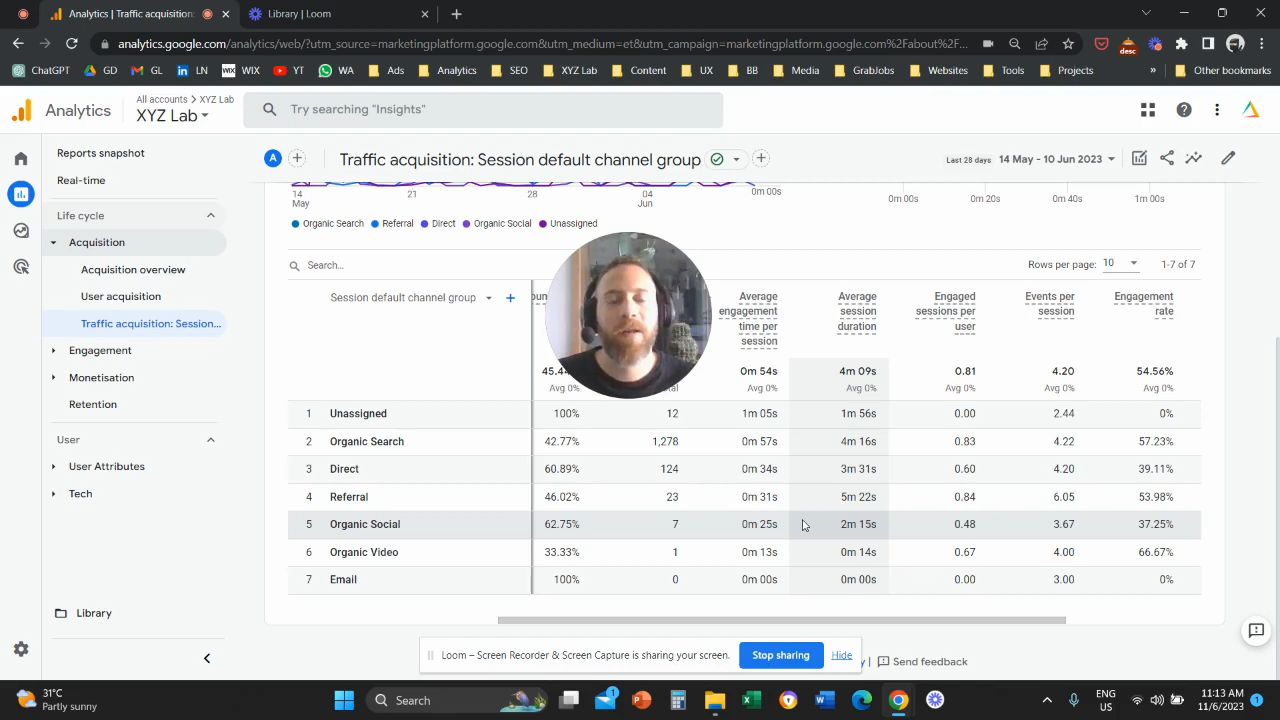 Analytics | Traffic acquisition:
Library | Loom
analytics.google.com/analytics/web/?utm_source=marketingplatform.google.com&utm_medium=et&utm_campaign=marketingplatform.google.com%2Fabout%2F...
desc
ChatGPT GD GL LN WIX WIX YT WA Ads Analytics SEO XYZ Lab Content UX BB Media GrabJobs Websites Tools Projects » Other bookmarks
Analytics
All accounts > XYZ Lab
XYZ Lab
Try searching "Insights"
Reports snapshot
Real-time
Life cycle
Acquisition
Acquisition overview
User acquisition
Traffic acquisition: Session...
Engagement
Monetisation
Retention
User
User Attributes
Tech
Library
A
Traffic acquisition: Session default channel group
Last 28 days 14 May - 10 Jun 2023
14 May 21 28 04 Jun
0m 00s
0m 00s 0m 20s 0m 40s 1m 00s
Organic Search Referral Direct Organic Social Unassigned
Search...
Rows per page: 10 1-7 of 7
Session default channel group
Average engagement time per session
Average session duration
Engaged sessions per user
Events per session
Engagement rate
0m 54s 4m 09s 0.81 4.20 54.56%
Avg 0% Avg 0% Avg 0% Avg 0% Avg 0% Avg 0%
1 Unassigned 100% 12 1m 05s 1m 56s 0.00 2.44 0%
2 Organic Search 42.77% 1,278 0m 57s 4m 16s 0.83 4.22 57.23%
3 Direct 60.89% 124 0m 34s 3m 31s 0.60 4.20 39.11%
4 Referral 46.02% 23 0m 31s 5m 22s 0.84 6.05 53.98%
5 Organic Social 62.75% 7 0m 25s 2m 15s 0.48 3.67 37.25%
6 Organic Video 33.33% 1 0m 13s 0m 14s 0.67 4.00 66.67%
7 Email 100% 0 0m 00s 0m 00s 0.00 3.00 0%
Loom – Screen Recorder & Screen Capture is sharing your screen. Stop sharing Hide
Send feedback
31°C
Partly sunny
Search
1
ENG
US
11:13 AM
11/6/2023
1